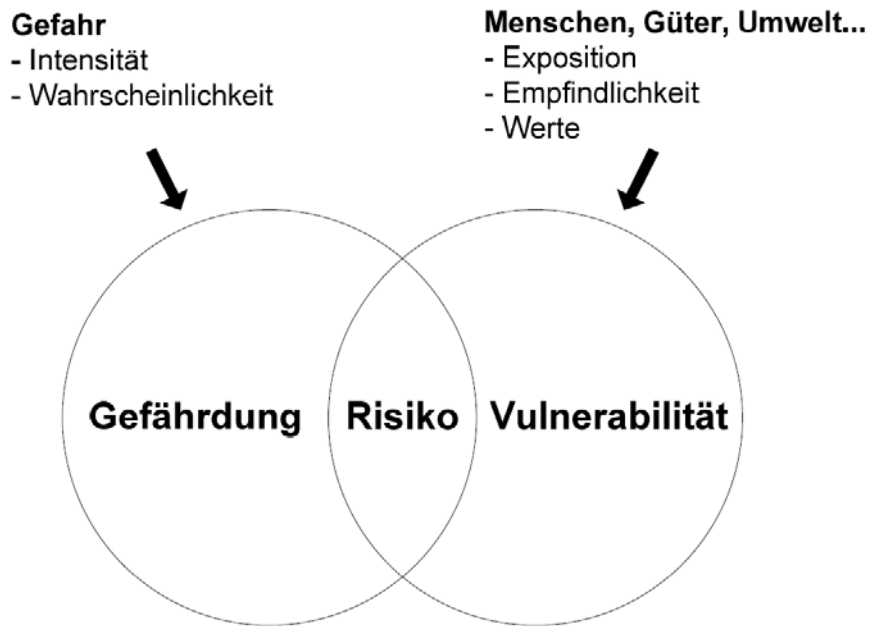 Gefahr
- Intensität
- Wahrscheinlichkeit
Menschen, Güter, Umwelt...
- Exposition
- Empfindlichkeit
- Werte
Gefährdung
Risiko
Vulnerabilität